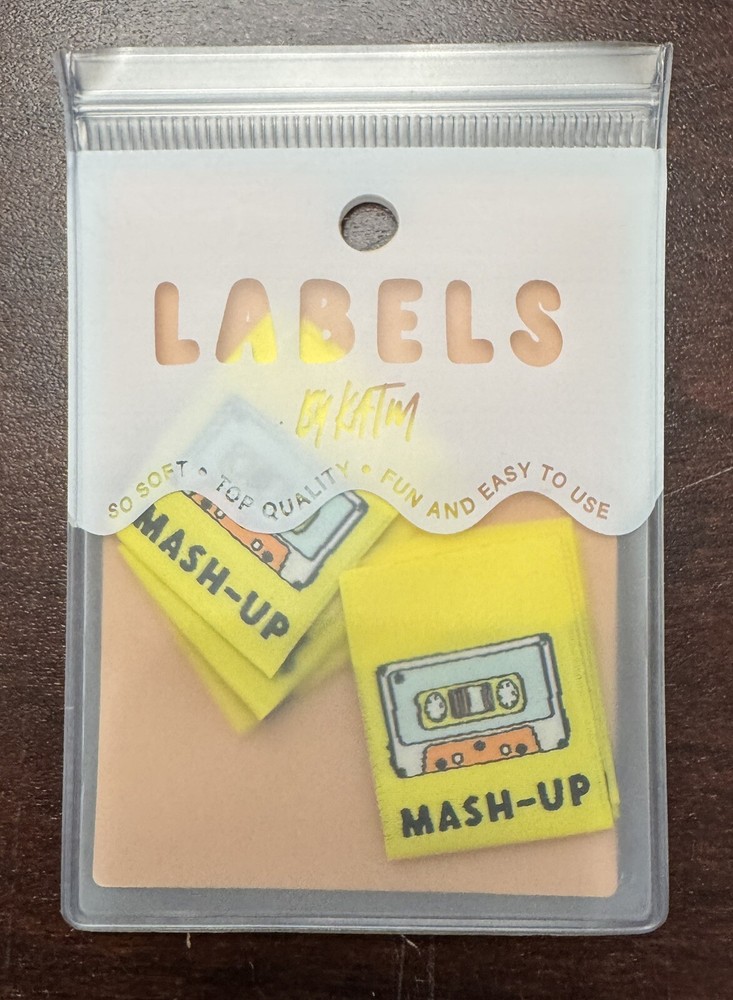 LABELS
BY KATM
SO SOFT • TOP QUALITY • FUN AND EASY TO USE
MASH-UP
MASH-UP